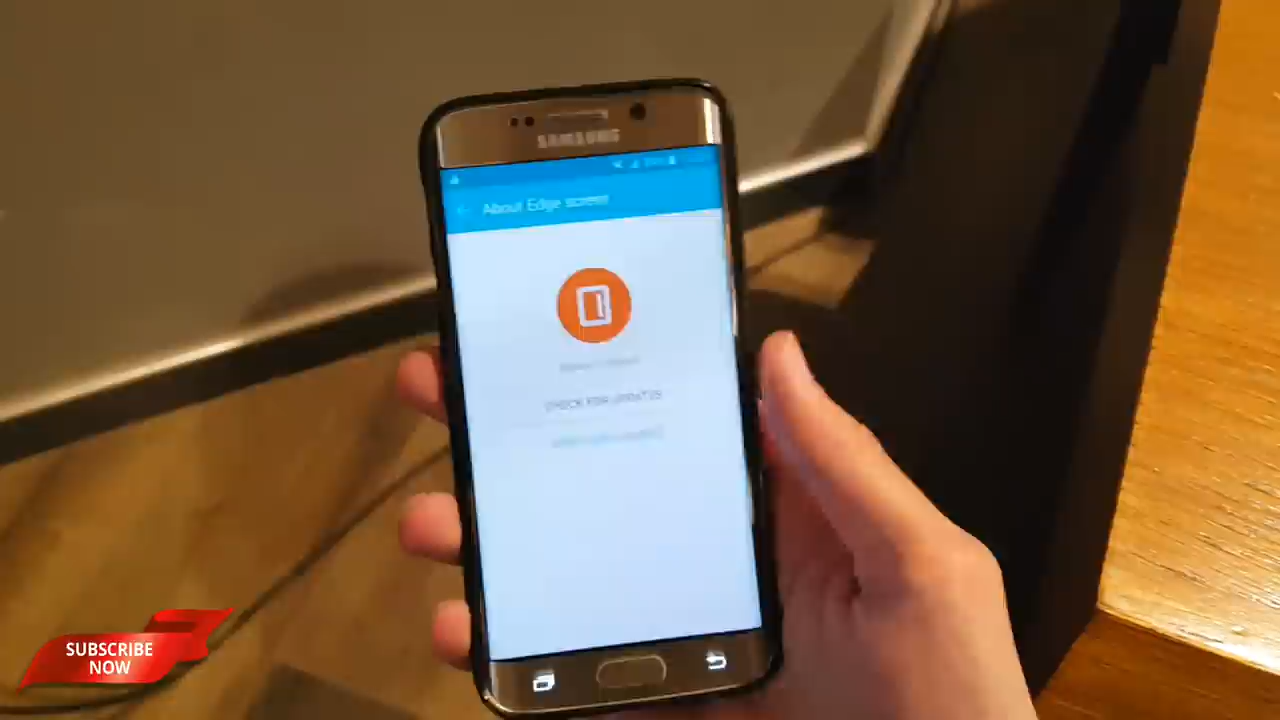 SAMSUNG
About Edge screen
CHECK FOR UPDATES
SUBSCRIBE
NOW